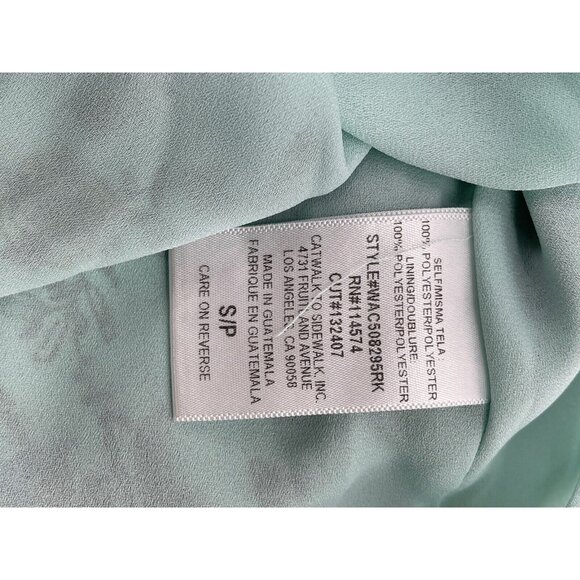 SELF/MISMA TELA:
100% POLYESTER/POLYESTER
LINING/DOUBLURE:
100% POLYESTER/POLYESTER
STYLE#WAC508295RK
RN#114574
CUT#132407
CATWALK TO SIDEWALK, INC.
4731 FRUITLAND AVENUE
LOS ANGELES, CA 90058
MADE IN GUATEMALA
FABRIQUE EN GUATEMALA
S/P
CARE ON REVERSE